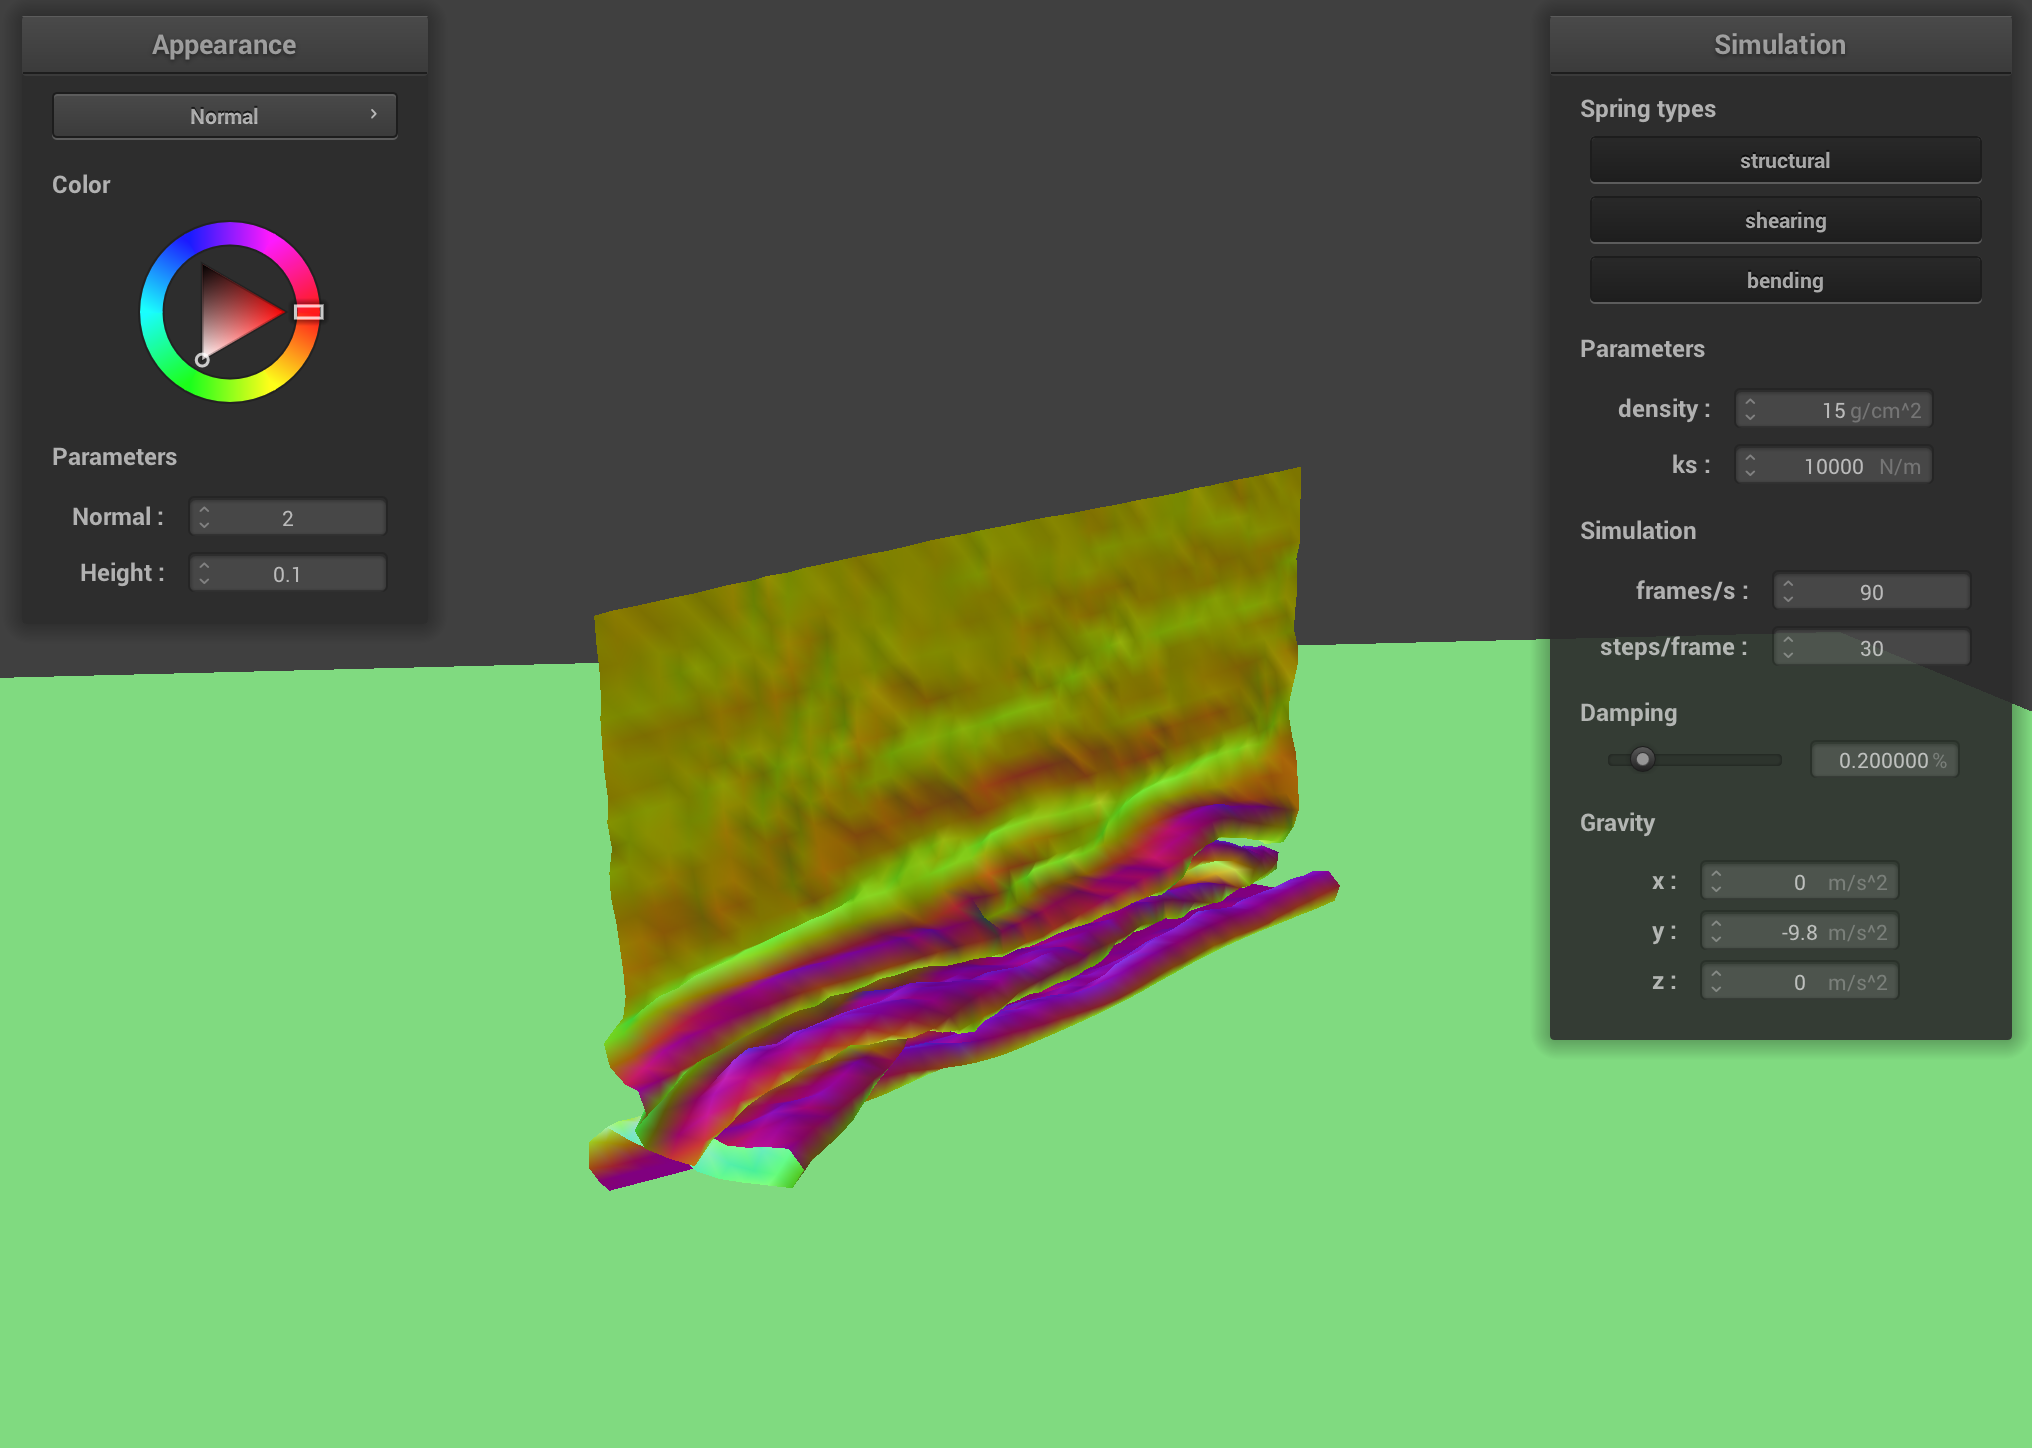 Appearance
Normal
Color
Parameters
Normal : 2
Height : 0.1
Simulation
Spring types
structural
shearing
bending
Parameters
density : 15 g/cm^2
ks : 10000 N/m
Simulation
frames/s : 90
steps/frame : 30
Damping
0.200000 %
Gravity
x : 0 m/s^2
y : -9.8 m/s^2
z : 0 m/s^2